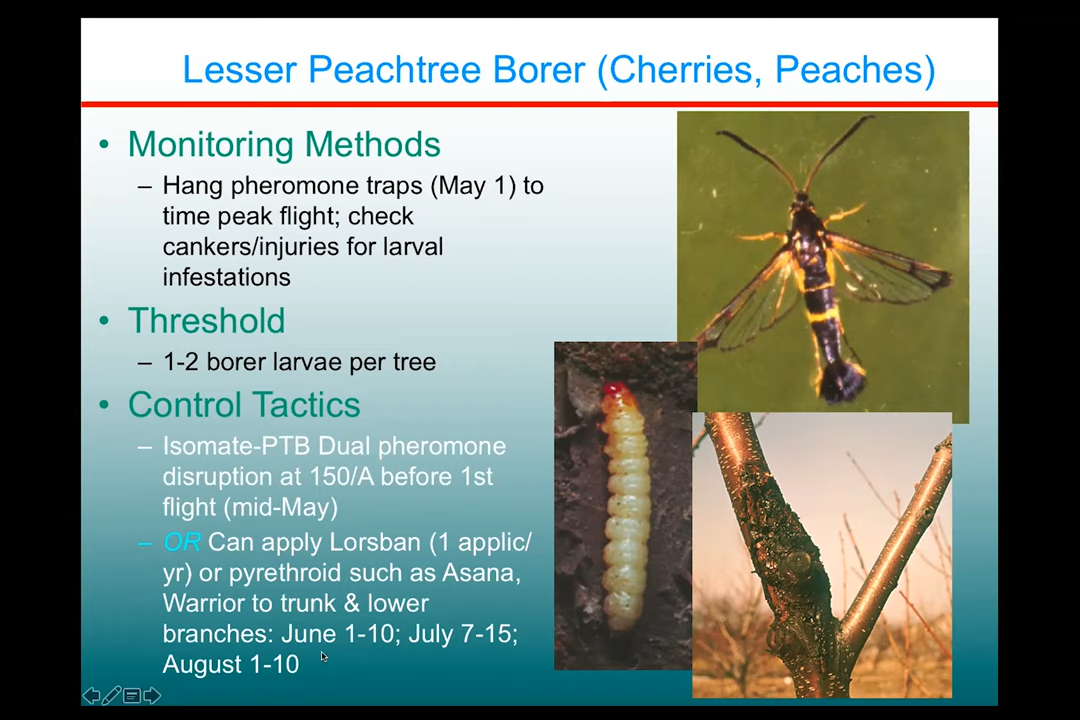 Lesser Peachtree Borer (Cherries, Peaches)
• Monitoring Methods
– Hang pheromone traps (May 1) to
time peak flight; check
cankers/injuries for larval
infestations
• Threshold
– 1-2 borer larvae per tree
• Control Tactics
– Isomate-PTB Dual pheromone
disruption at 150/A before 1st
flight (mid-May)
– OR Can apply Lorsban (1 applic/
yr) or pyrethroid such as Asana,
Warrior to trunk & lower
branches: June 1-10; July 7-15;
August 1-10